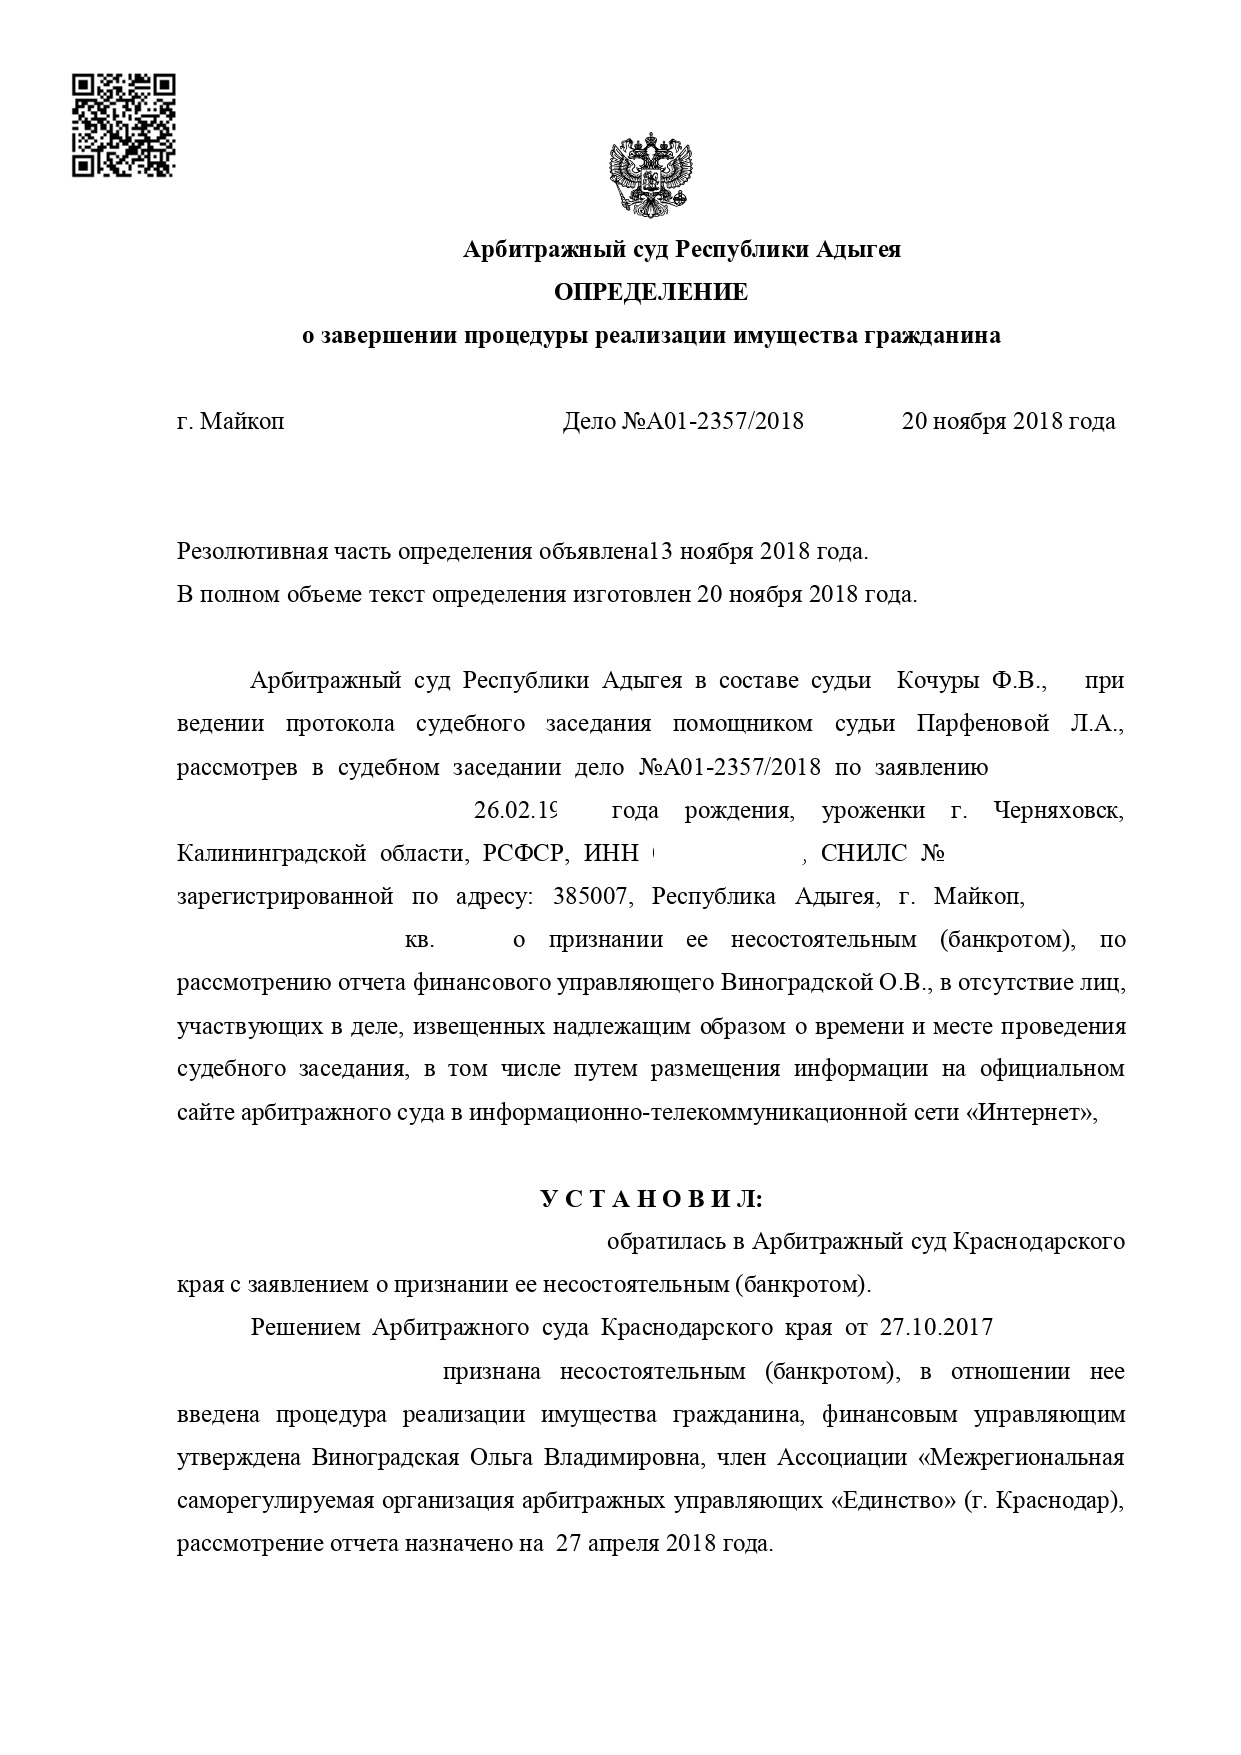 Арбитражный суд Республики Адыгея
ОПРЕДЕЛЕНИЕ
о завершении процедуры реализации имущества гражданина
г. Майкоп Дело №А01-2357/2018 20 ноября 2018 года
Резолютивная часть определения объявлена13 ноября 2018 года.
В полном объеме текст определения изготовлен 20 ноября 2018 года.
Арбитражный суд Республики Адыгея в составе судьи Кочуры Ф.В., при
ведении протокола судебного заседания помощником судьи Парфеновой Л.А.,
рассмотрев в судебном заседании дело №А01-2357/2018 по заявлению
26.02.19 года рождения, уроженки г. Черняховск,
Калининградской области, РСФСР, ИНН , СНИЛС №
зарегистрированной по адресу: 385007, Республика Адыгея, г. Майкоп,
кв. о признании ее несостоятельным (банкротом), по
рассмотрению отчета финансового управляющего Виноградской О.В., в отсутствие лиц,
участвующих в деле, извещенных надлежащим образом о времени и месте проведения
судебного заседания, в том числе путем размещения информации на официальном
сайте арбитражного суда в информационно-телекоммуникационной сети «Интернет»,
У С Т А Н О В И Л:
обратилась в Арбитражный суд Краснодарского
края с заявлением о признании ее несостоятельным (банкротом).
Решением Арбитражного суда Краснодарского края от 27.10.2017
признана несостоятельным (банкротом), в отношении нее
введена процедура реализации имущества гражданина, финансовым управляющим
утверждена Виноградская Ольга Владимировна, член Ассоциации «Межрегиональная
саморегулируемая организация арбитражных управляющих «Единство» (г. Краснодар),
рассмотрение отчета назначено на 27 апреля 2018 года.